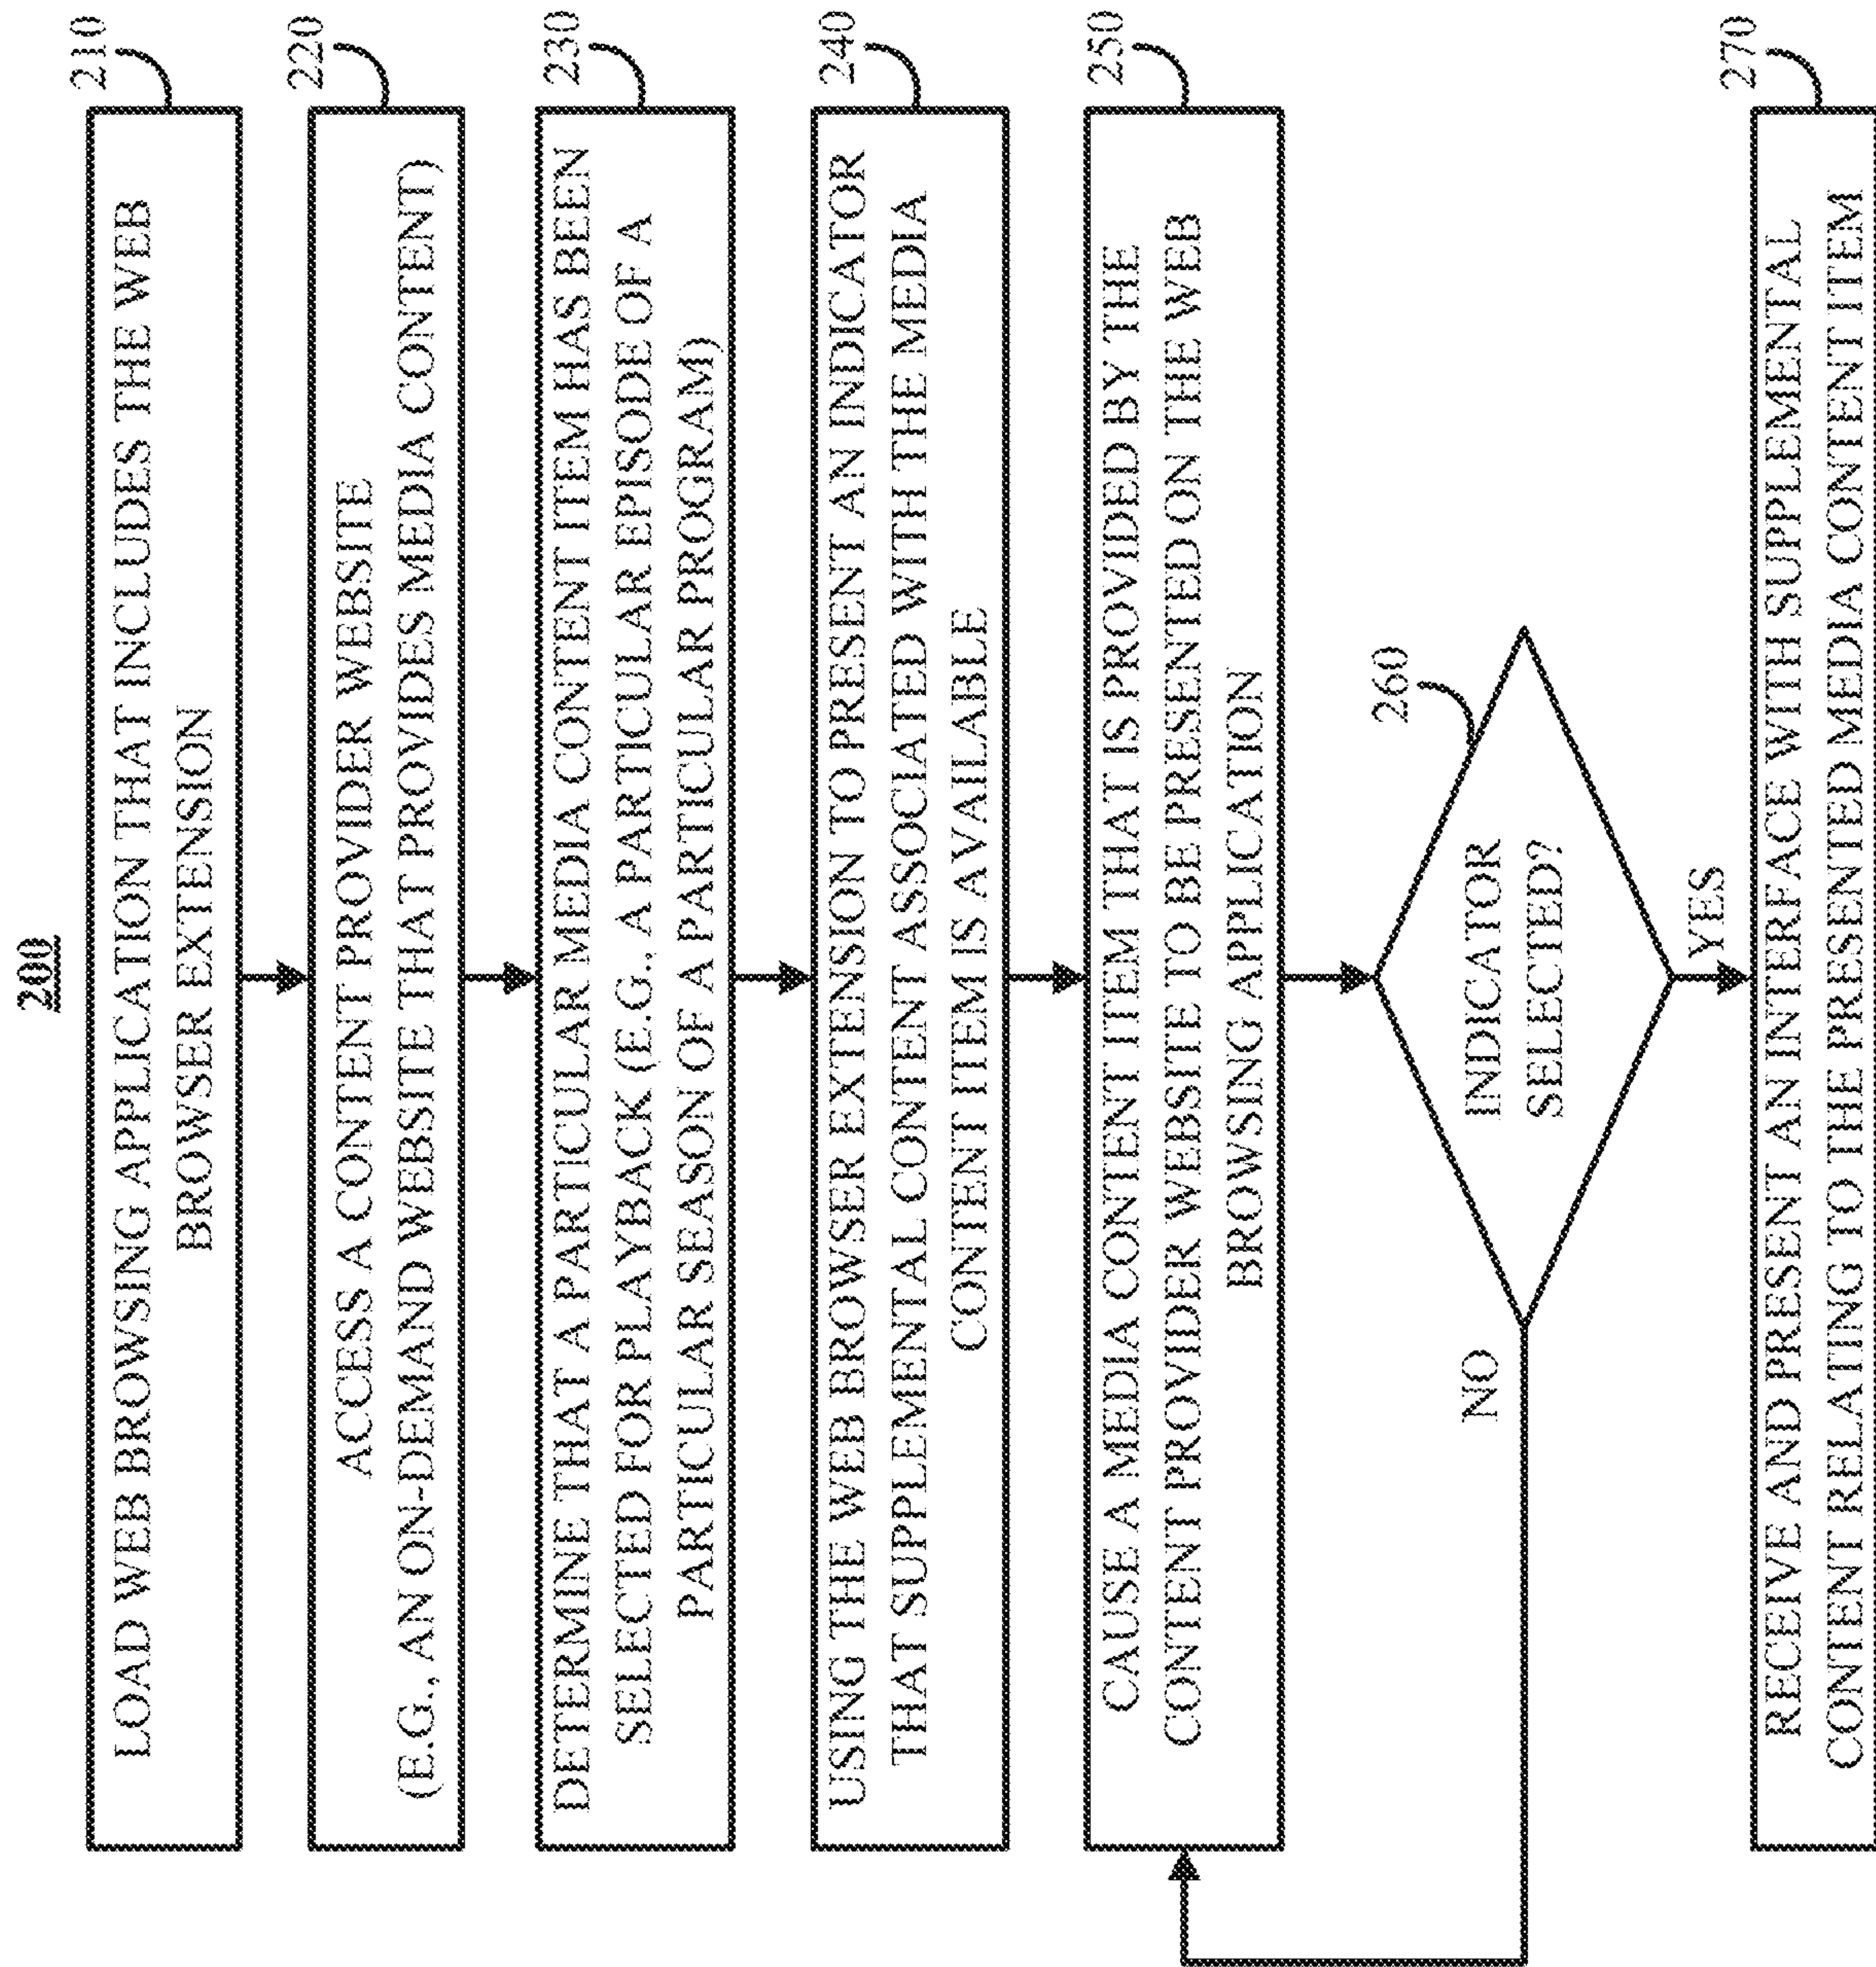 200
210
LOAD WEB BROWSING APPLICATION THAT INCLUDES THE WEB
BROWSER EXTENSION
220
ACCESS A CONTENT PROVIDER WEBSITE
(E.G., AN ON-DEMAND WEBSITE THAT PROVIDES MEDIA CONTENT)
230
DETERMINE THAT A PARTICULAR MEDIA CONTENT ITEM HAS BEEN
SELECTED FOR PLAYBACK (E.G., A PARTICULAR EPISODE OF A
PARTICULAR SEASON OF A PARTICULAR PROGRAM)
240
USING THE WEB BROWSER EXTENSION TO PRESENT AN INDICATOR
THAT SUPPLEMENTAL CONTENT ASSOCIATED WITH THE MEDIA
CONTENT ITEM IS AVAILABLE
250
CAUSE A MEDIA CONTENT ITEM THAT IS PROVIDED BY THE
CONTENT PROVIDER WEBSITE TO BE PRESENTED ON THE WEB
BROWSING APPLICATION
260
INDICATOR
SELECTED?
NO
YES
270
RECEIVE AND PRESENT AN INTERFACE WITH SUPPLEMENTAL
CONTENT RELATING TO THE PRESENTED MEDIA CONTENT ITEM